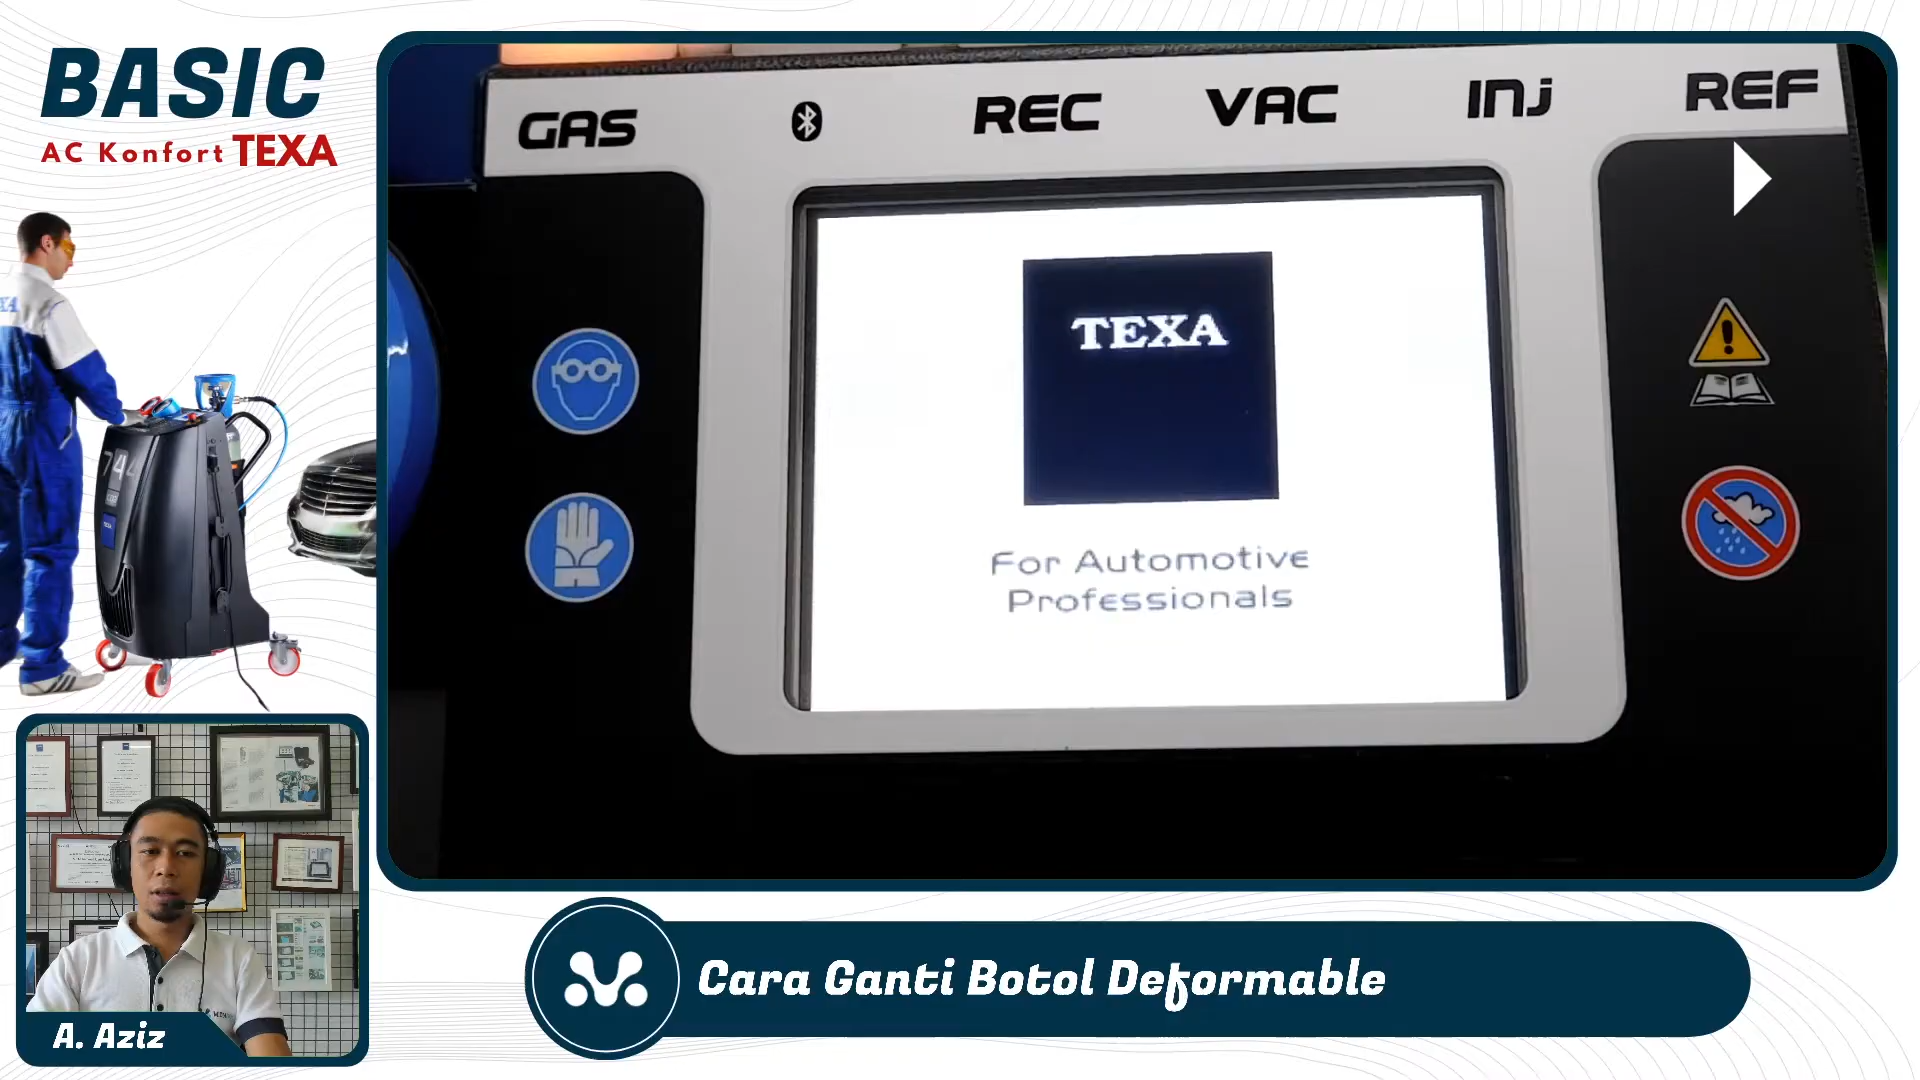 BASIC
AC Konfort TEXA
GAS
REC
VAC
INJ
REF
TEXA
For Automotive
Professionals
A. Aziz
Cara Ganti Botol Deformable